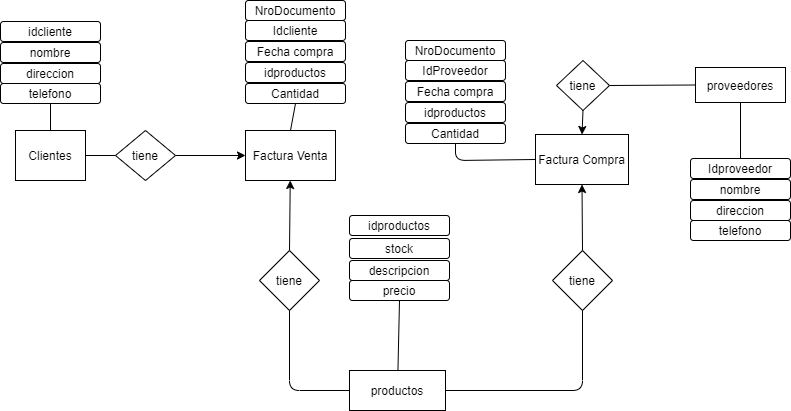 idcliente
nombre
direccion
telefono
Clientes
tiene
NroDocumento
Idcliente
Fecha compra
idproductos
Cantidad
Factura Venta
NroDocumento
IdProveedor
Fecha compra
idproductos
Cantidad
Factura Compra
tiene
proveedores
Idproveedor
nombre
direccion
telefono
tiene
idproductos
stock
descripcion
precio
tiene
productos